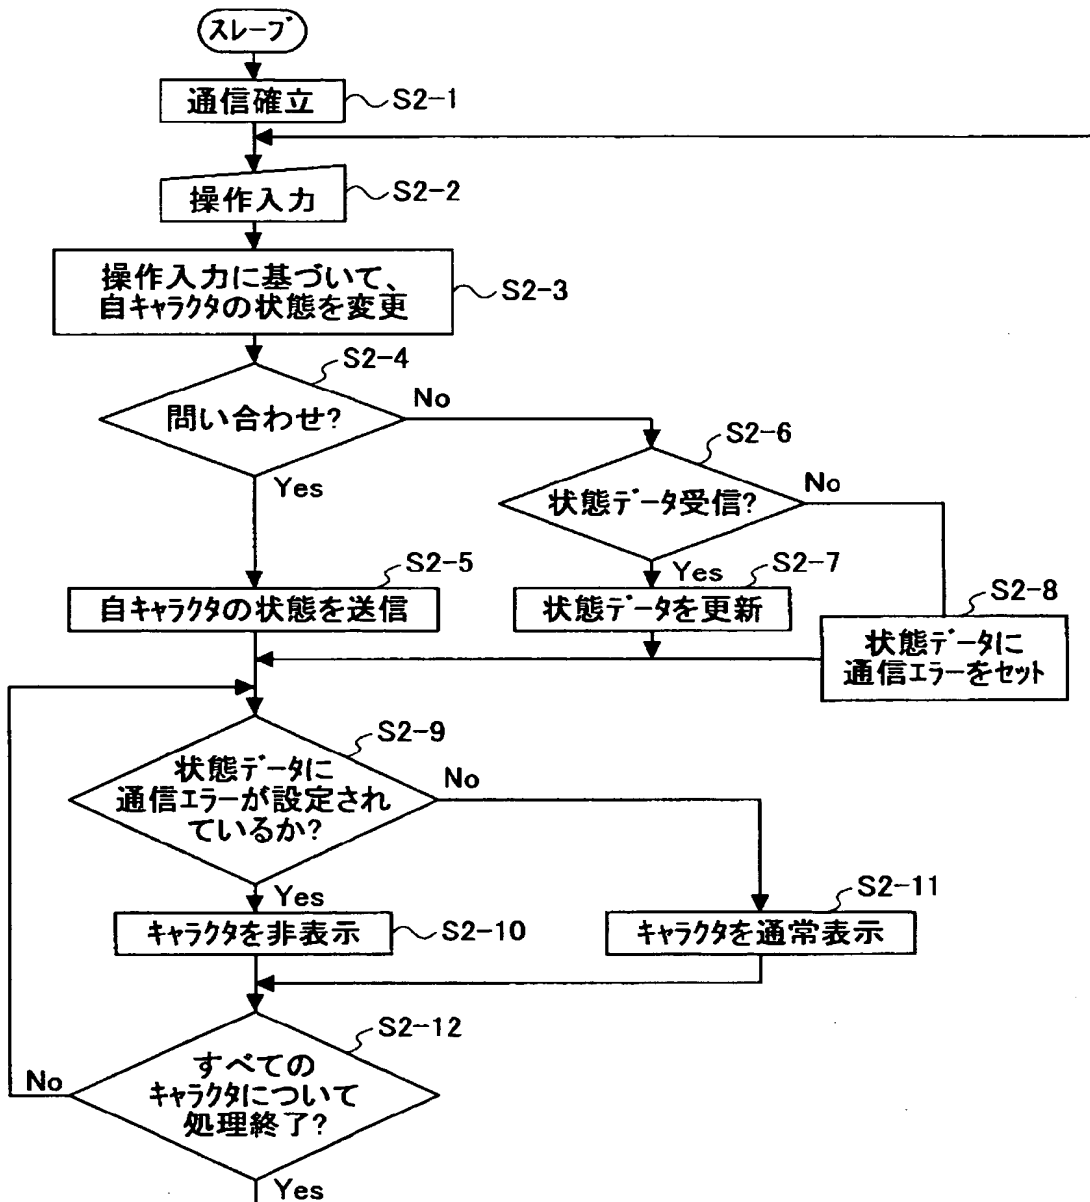 スレーブ
通信確立
S2-1
操作入力
S2-2
操作入力に基づいて、
自キャラクタの状態を変更
S2-3
S2-4
問い合わせ?
No
Yes
S2-6
状態データ受信?
No
Yes
S2-5
自キャラクタの状態を送信
S2-7
状態データを更新
S2-8
状態データに
通信エラーをセット
S2-9
状態データに
通信エラーが設定され
ているか?
No
Yes
キャラクタを非表示
S2-10
S2-11
キャラクタを通常表示
S2-12
すべての
キャラクタについて
処理終了?
No
Yes